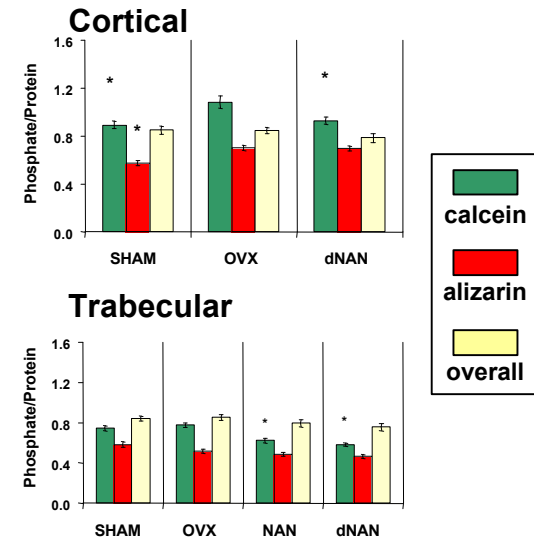 Cortical
Phosphate/Protein
1.6
1.2
0.8
0.4
0.0
*
*
*
SHAM OVX dNAN
calcein
alizarin
overall
Trabecular
Phosphate/Protein
1.6
1.2
0.8
0.4
0.0
*
*
SHAM OVX NAN dNAN